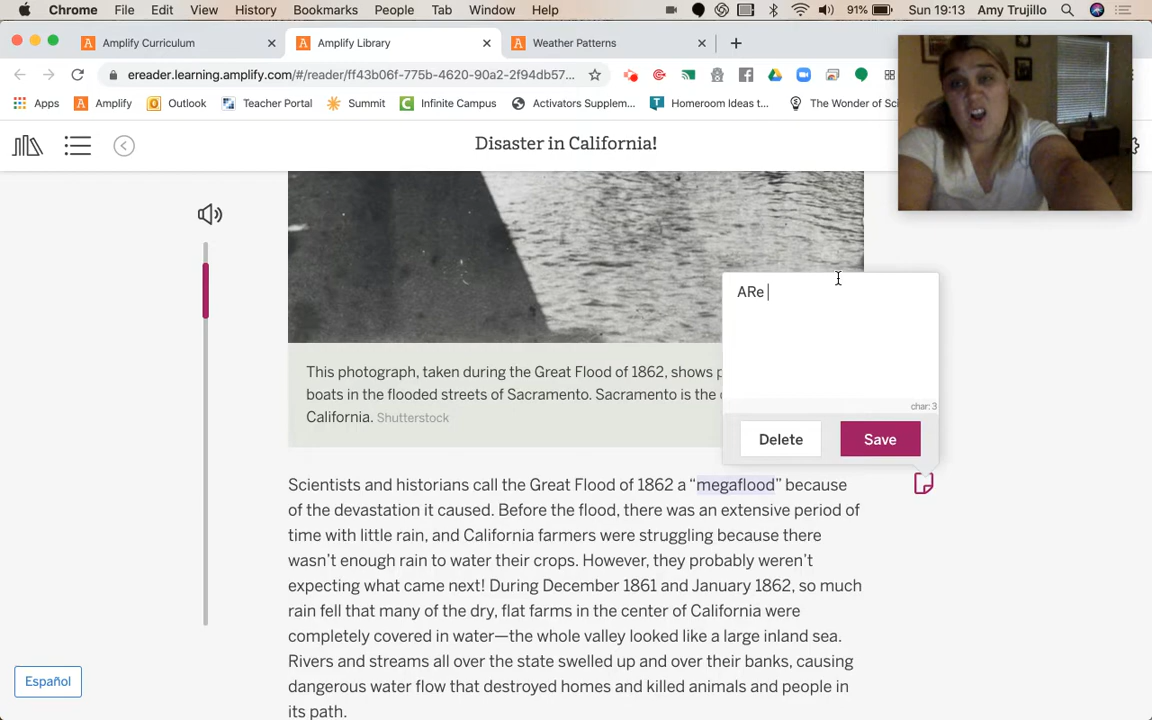 Chrome File Edit View History Bookmarks People Tab Window Help 91% Sun 19:13 Amy Trujillo
Amplify Curriculum Amplify Library Weather Patterns
ereader.learning.amplify.com/#/reader/ff43b06f-775b-4620-90a2-2f94db57...
Apps Amplify Outlook Teacher Portal Summit Infinite Campus Activators Supplem... Homeroom Ideas t... The Wonder of Sci
Disaster in California!
ARe
char: 3
Delete Save
This photograph, taken during the Great Flood of 1862, shows
boats in the flooded streets of Sacramento. Sacramento is the
California. Shutterstock
Scientists and historians call the Great Flood of 1862 a “megaflood” because
of the devastation it caused. Before the flood, there was an extensive period of
time with little rain, and California farmers were struggling because there
wasn’t enough rain to water their crops. However, they probably weren’t
expecting what came next! During December 1861 and January 1862, so much
rain fell that many of the dry, flat farms in the center of California were
completely covered in water—the whole valley looked like a large inland sea.
Rivers and streams all over the state swelled up and over their banks, causing
dangerous water flow that destroyed homes and killed animals and people in
its path.
Español